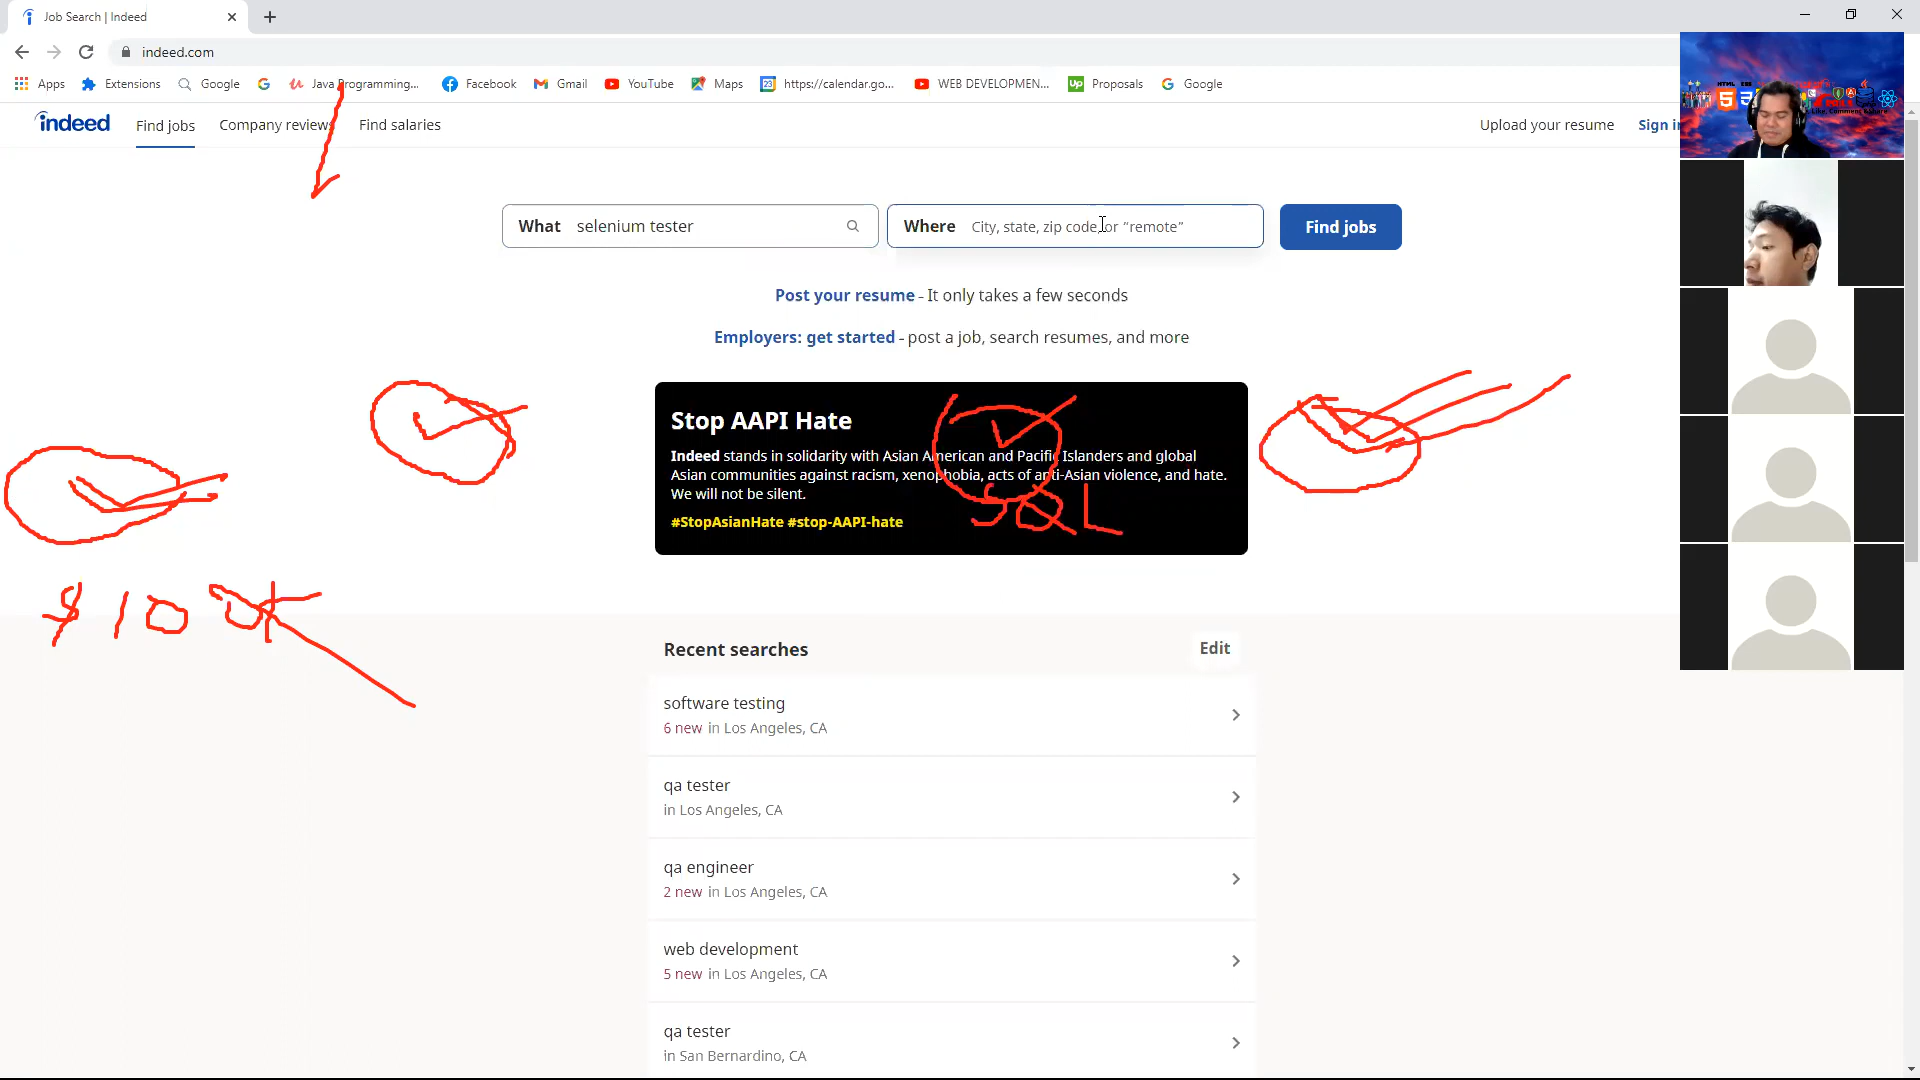 Job Search | Indeed
indeed.com
Apps Extensions Google Java Programming... Facebook Gmail YouTube Maps https://calendar.go... WEB DEVELOPMEN... Proposals Google
indeed Find jobs Company reviews Find salaries Upload your resume Sign in
What selenium tester Where City, state, zip code, or “remote” Find jobs
Post your resume - It only takes a few seconds
Employers: get started - post a job, search resumes, and more
Stop AAPI Hate
Indeed stands in solidarity with Asian American and Pacific Islanders and global
Asian communities against racism, xenophobia, acts of anti-Asian violence, and hate.
We will not be silent.
#StopAsianHate #stop-AAPI-hate
SQL
$10
Recent searches Edit
software testing
6 new in Los Angeles, CA
qa tester
in Los Angeles, CA
qa engineer
2 new in Los Angeles, CA
web development
5 new in Los Angeles, CA
qa tester
in San Bernardino, CA